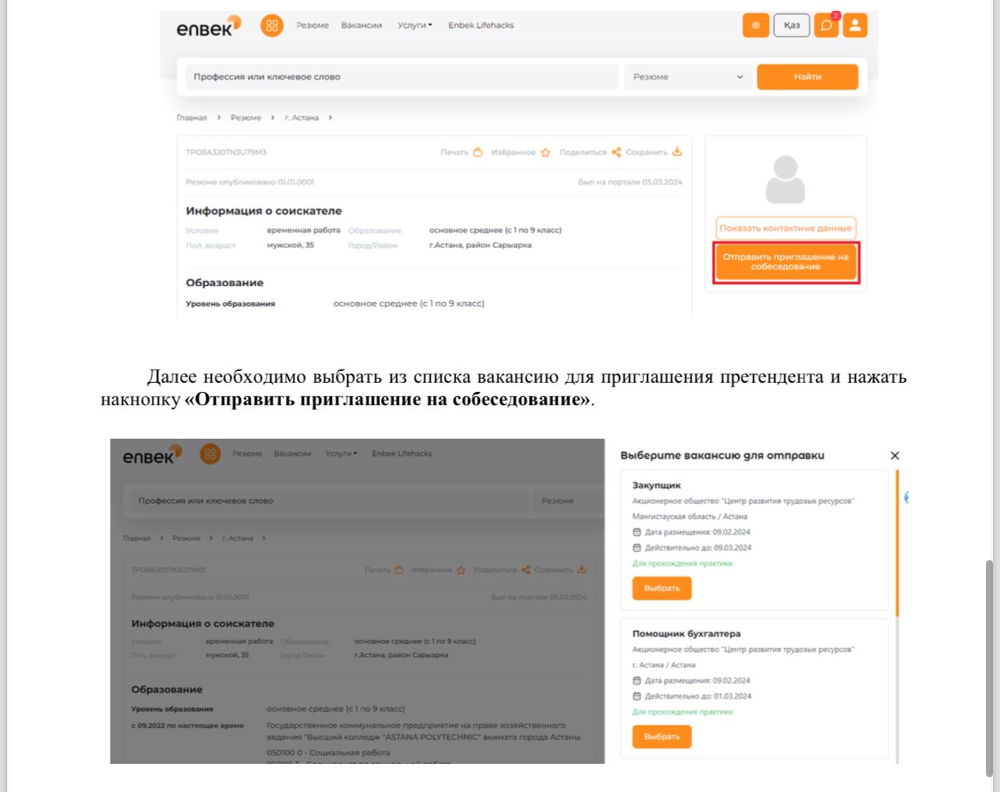 enвек Резюме Вакансии Услуги Enbek Lifehacks Қаз 2
Профессия или ключевое слово Резюме Найти
Главная > Резюме > г. Астана >
TPO8A3J07N3U79M3 Печать Избранное Поделиться Сохранить
Резюме опубликовано 01.01.0001 Был на портале 05.03.2024
Информация о соискателе
Условия временная работа Образование основное среднее (с 1 по 9 класс)
Пол, возраст мужской, 35 Город/Район г.Астана, район Сарыарка
Показать контактные данные
Отправить приглашение на
собеседование
Образование
Уровень образования основное среднее (с 1 по 9 класс)
Далее необходимо выбрать из списка вакансию для приглашения претендента и нажать
накнопку «Отправить приглашение на собеседование».
enвек Резюме Вакансии Услуги Enbek Lifehacks
Профессия или ключевое слово Резюме
Главная > Резюме > г. Астана >
TPO8A3J07N3U79M3 Печать Избранное Поделиться Сохранить
Резюме опубликовано 01.01.0001 Был на портале 05.03.2024
Информация о соискателе
Условия временная работа Образование основное среднее (с 1 по 9 класс)
Пол, возраст мужской, 35 Город/Район г.Астана, район Сарыарка
Образование
Уровень образования основное среднее (с 1 по 9 класс)
с 09.2022 по настоящее время Государственное коммунальное предприятие на праве хозяйственного
ведения "Высший колледж "ASTANA POLYTECHNIC" акимата города Астаны
050100 0 - Социальная работа
Выберите вакансию для отправки
Закупщик
Акционерное общество "Центр развития трудовых ресурсов"
Мангистауская область / Астана
Дата размещения: 09.02.2024
Действительно до: 09.03.2024
Для прохождения практики
Выбрать
Помощник бухгалтера
Акционерное общество "Центр развития трудовых ресурсов"
г. Астана / Астана
Дата размещения: 09.02.2024
Действительно до: 01.03.2024
Для прохождения практики
Выбрать